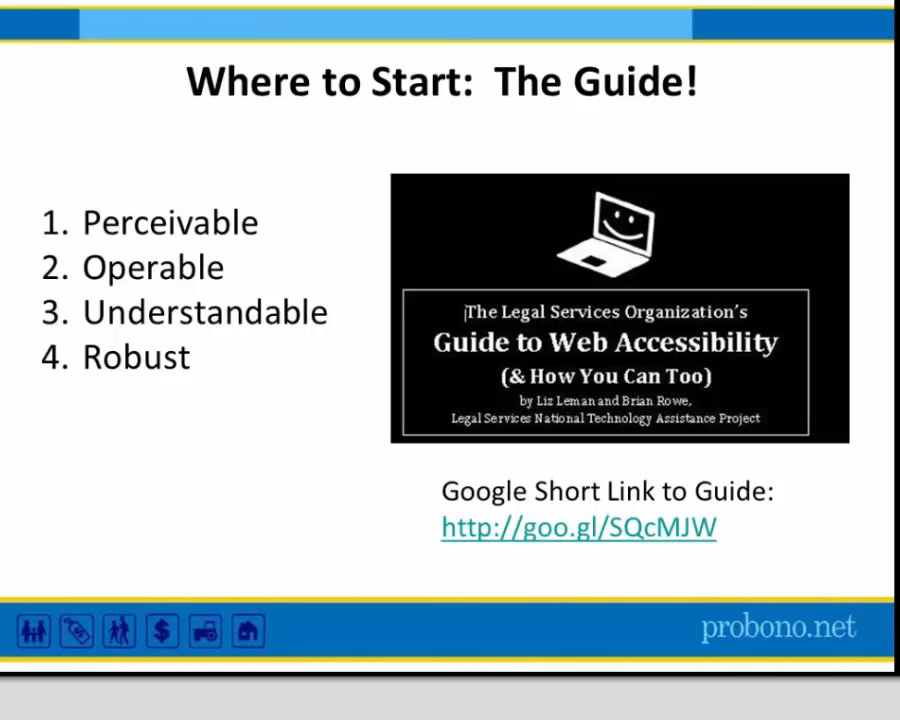 Where to Start: The Guide!
1. Perceivable
2. Operable
3. Understandable
4. Robust
The Legal Services Organization's
Guide to Web Accessibility
(& How You Can Too)
by Liz Leman and Brian Rowe,
Legal Services National Technology Assistance Project
Google Short Link to Guide:
http://goo.gl/SQcMJW
$
probono.net